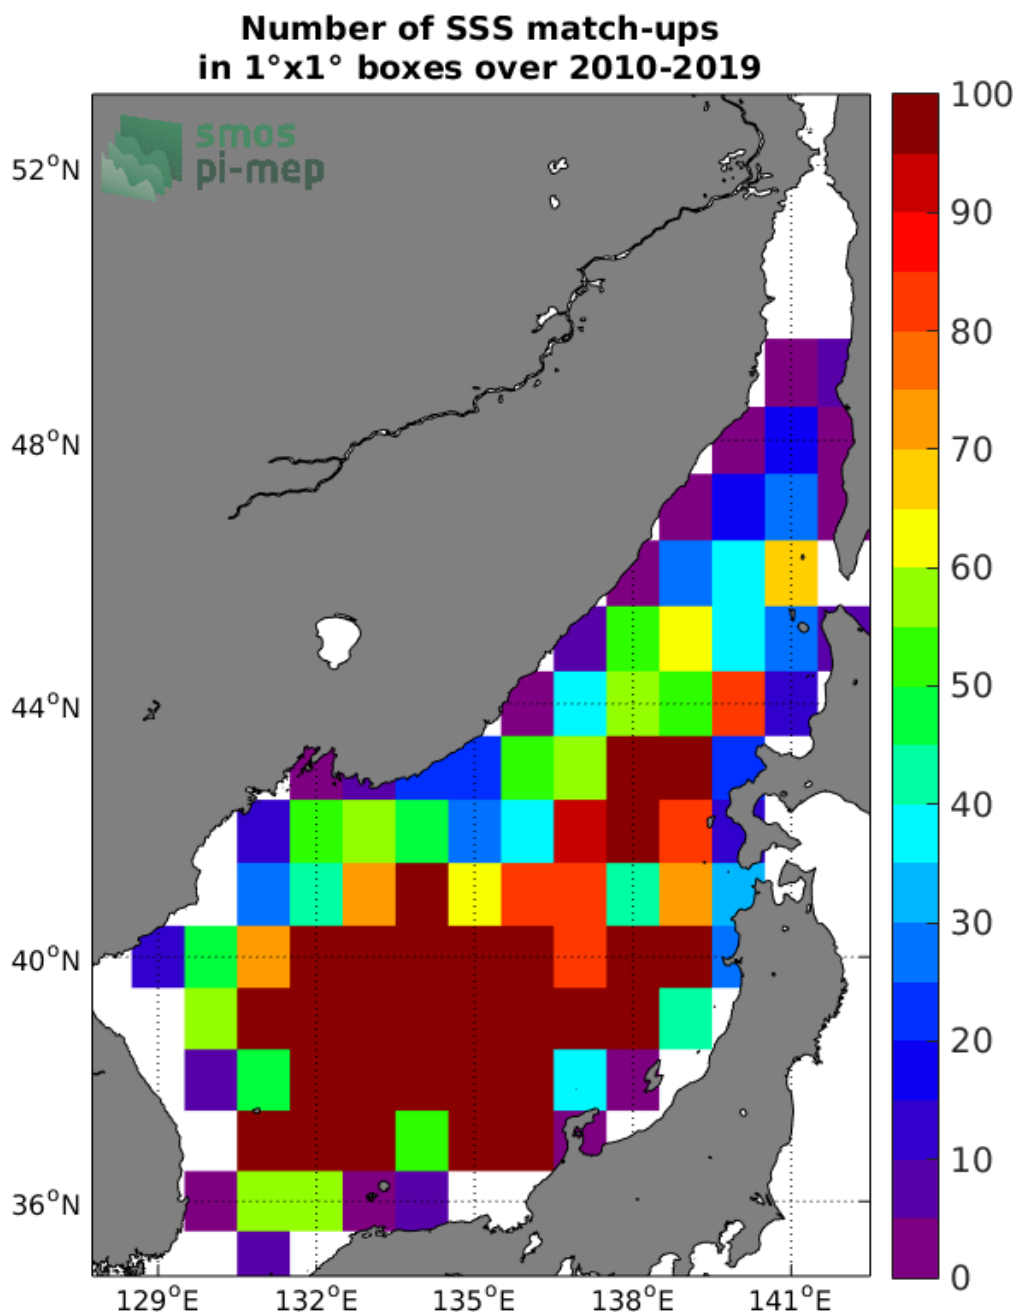 Number of SSS match-ups
in 1°x1° boxes over 2010-2019
smos
pi-mep
52°N
48°N
44°N
40°N
36°N
129°E 132°E 135°E 138°E 141°E
100
90
80
70
60
50
40
30
20
10
0